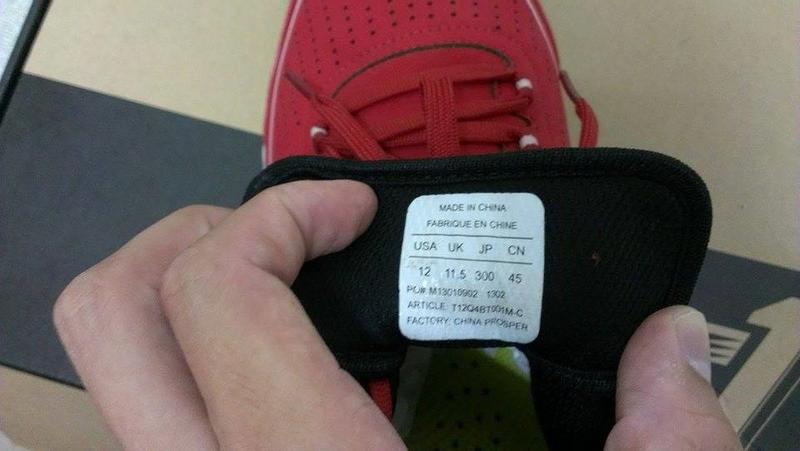 MADE IN CHINA
FABRIQUE EN CHINE
USA UK JP CN
12 11.5 300 45
PO#: M13010902 1302
ARTICLE: T12Q4BT001M-C
FACTORY: CHINA PROSPER
1